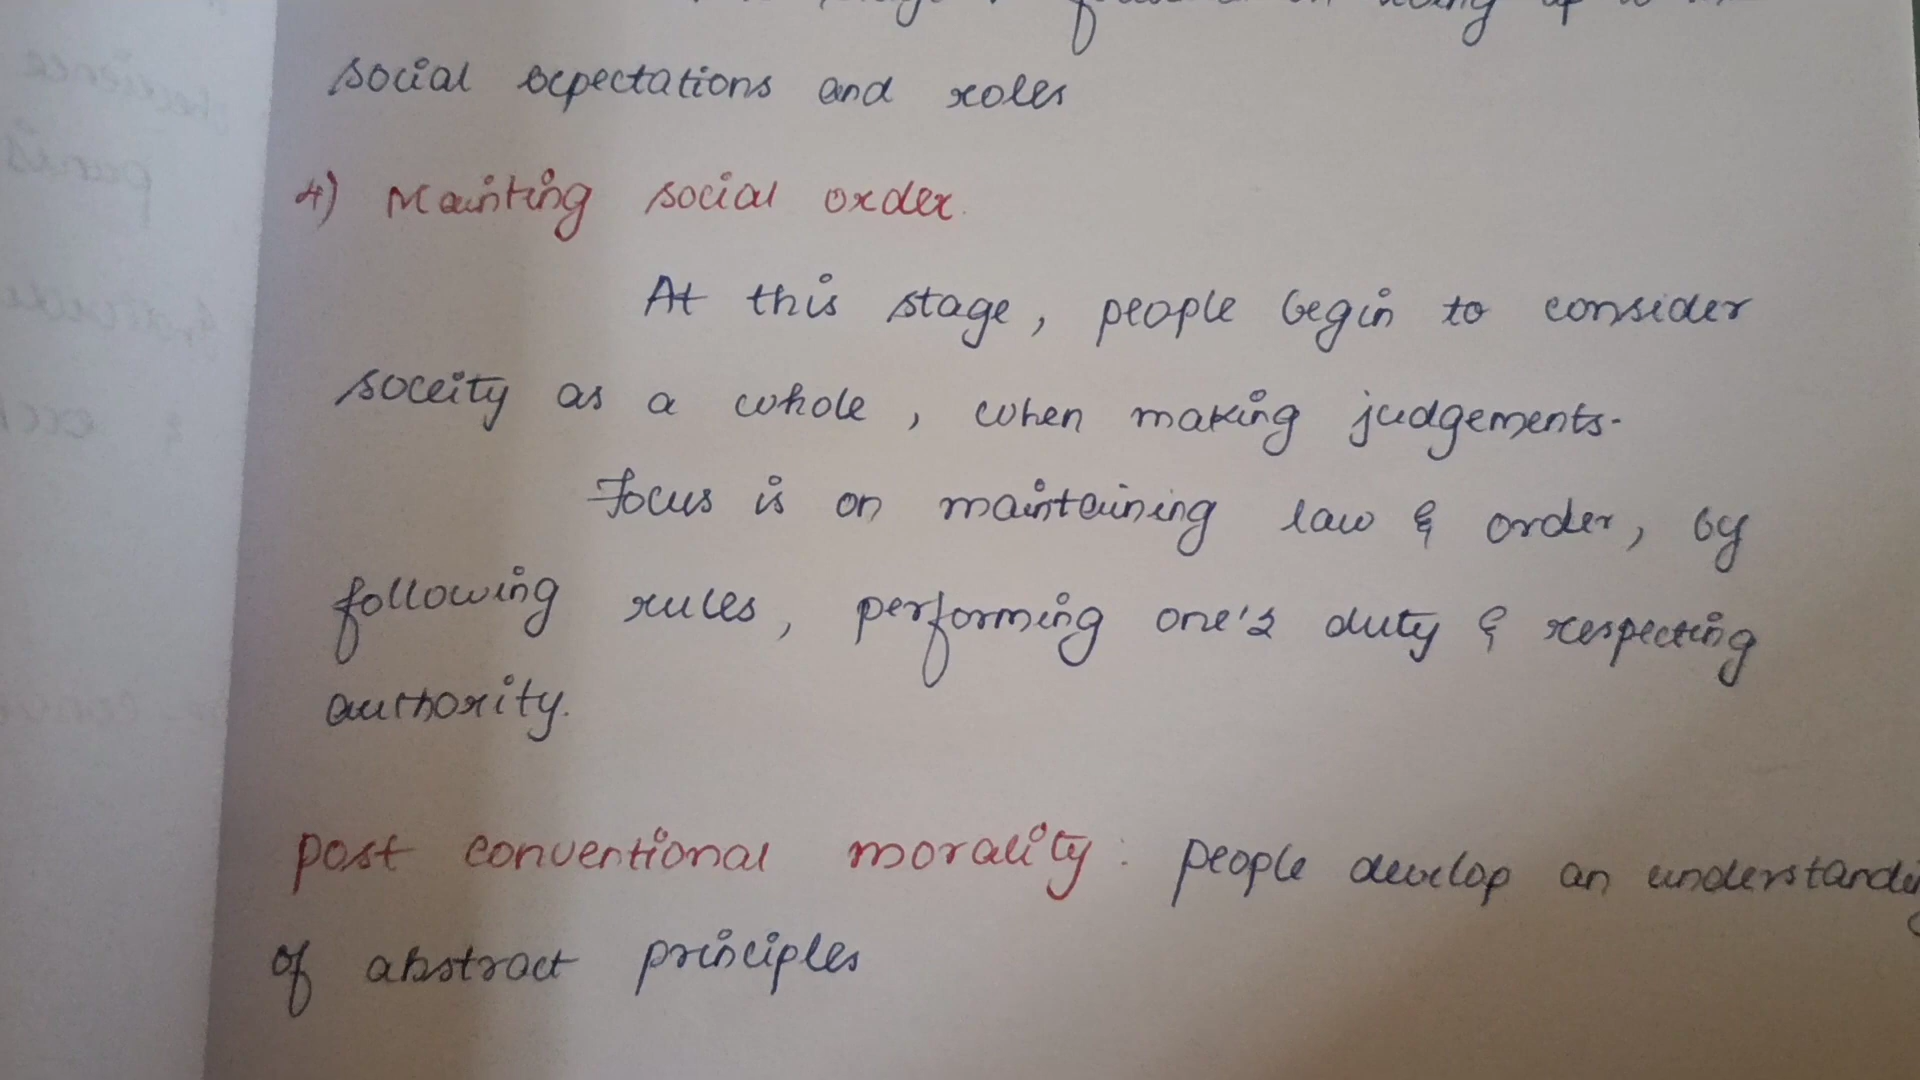 social expectations and roles
4) Mainting social order.
At this stage, people begin to consider
soceity as a whole, when making judgements.
Focus is on maintaining law & order, by
following rules, performing one's duty & respecting
authority.
post conventional morality: people develop an understanding
of abstract principles